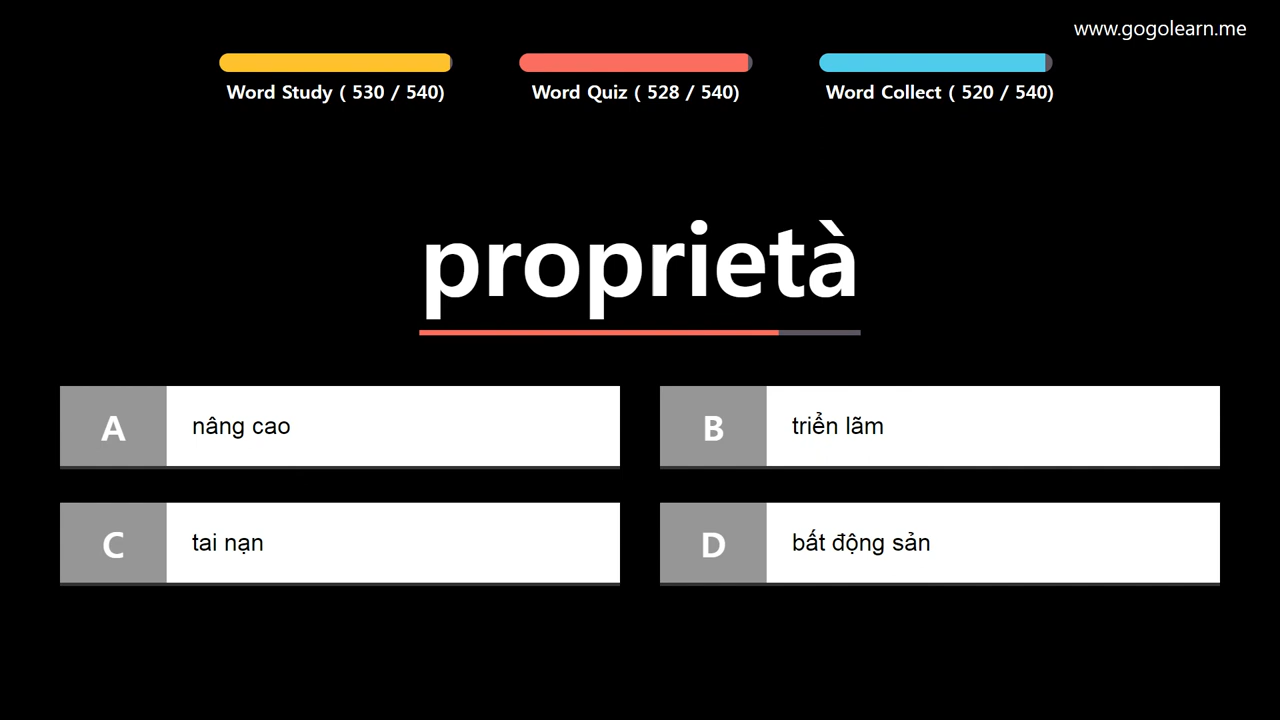 www.gogolearn.me
Word Study ( 530 / 540)
Word Quiz ( 528 / 540)
Word Collect ( 520 / 540)
proprietà
A
nâng cao
B
triển lãm
C
tai nạn
D
bất động sản